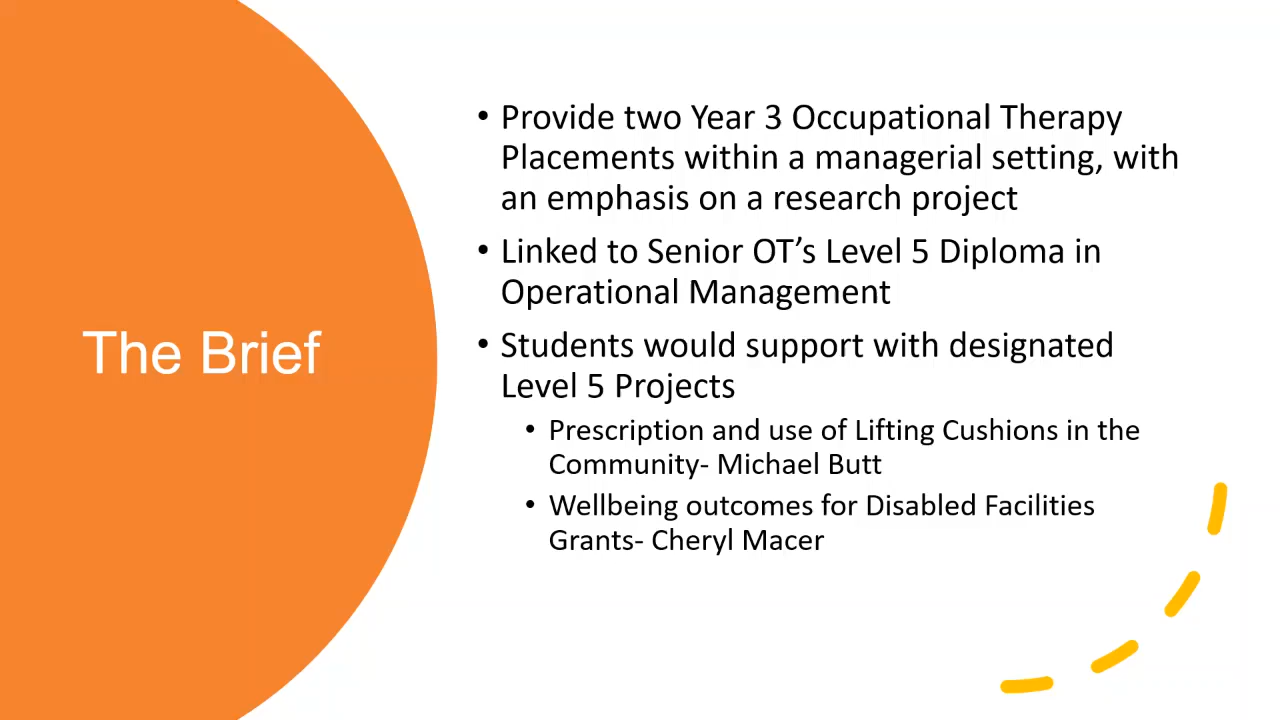 The Brief
• Provide two Year 3 Occupational Therapy
Placements within a managerial setting, with
an emphasis on a research project
• Linked to Senior OT’s Level 5 Diploma in
Operational Management
• Students would support with designated
Level 5 Projects
• Prescription and use of Lifting Cushions in the
Community- Michael Butt
• Wellbeing outcomes for Disabled Facilities
Grants- Cheryl Macer